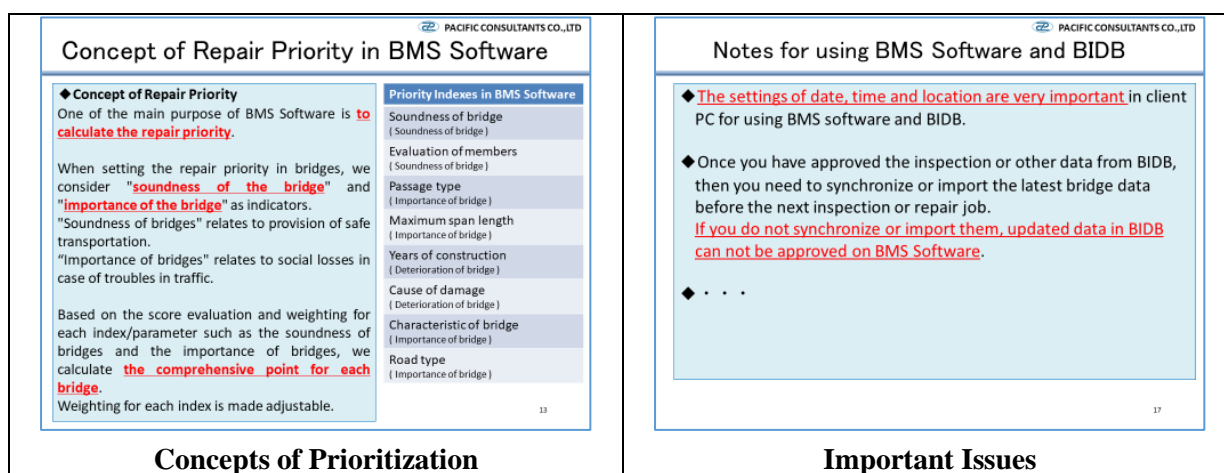 PACIFIC CONSULTANTS CO.,LTD
Concept of Repair Priority in BMS Software
◆Concept of Repair Priority
One of the main purpose of BMS Software is to
calculate the repair priority.
When setting the repair priority in bridges, we
consider "soundness of the bridge" and
"importance of the bridge" as indicators.
"Soundness of bridges" relates to provision of safe
transportation.
“Importance of bridges” relates to social losses in
case of troubles in traffic.
Based on the score evaluation and weighting for
each index/parameter such as the soundness of
bridges and the importance of bridges, we
calculate the comprehensive point for each
bridge.
Weighting for each index is made adjustable.
Priority Indexes in BMS Software
Soundness of bridge
( Soundness of bridge )
Evaluation of members
( Soundness of bridge )
Passage type
( Importance of bridge )
Maximum span length
( Importance of bridge )
Years of construction
( Deterioration of bridge )
Cause of damage
( Deterioration of bridge )
Characteristic of bridge
( Importance of bridge )
Road type
( Importance of bridge )
13
Concepts of Prioritization
PACIFIC CONSULTANTS CO.,LTD
Notes for using BMS Software and BIDB
◆The settings of date, time and location are very important in client
PC for using BMS software and BIDB.
◆Once you have approved the inspection or other data from BIDB,
then you need to synchronize or import the latest bridge data
before the next inspection or repair job.
If you do not synchronize or import them, updated data in BIDB
can not be approved on BMS Software.
◆・・・
17
Important Issues